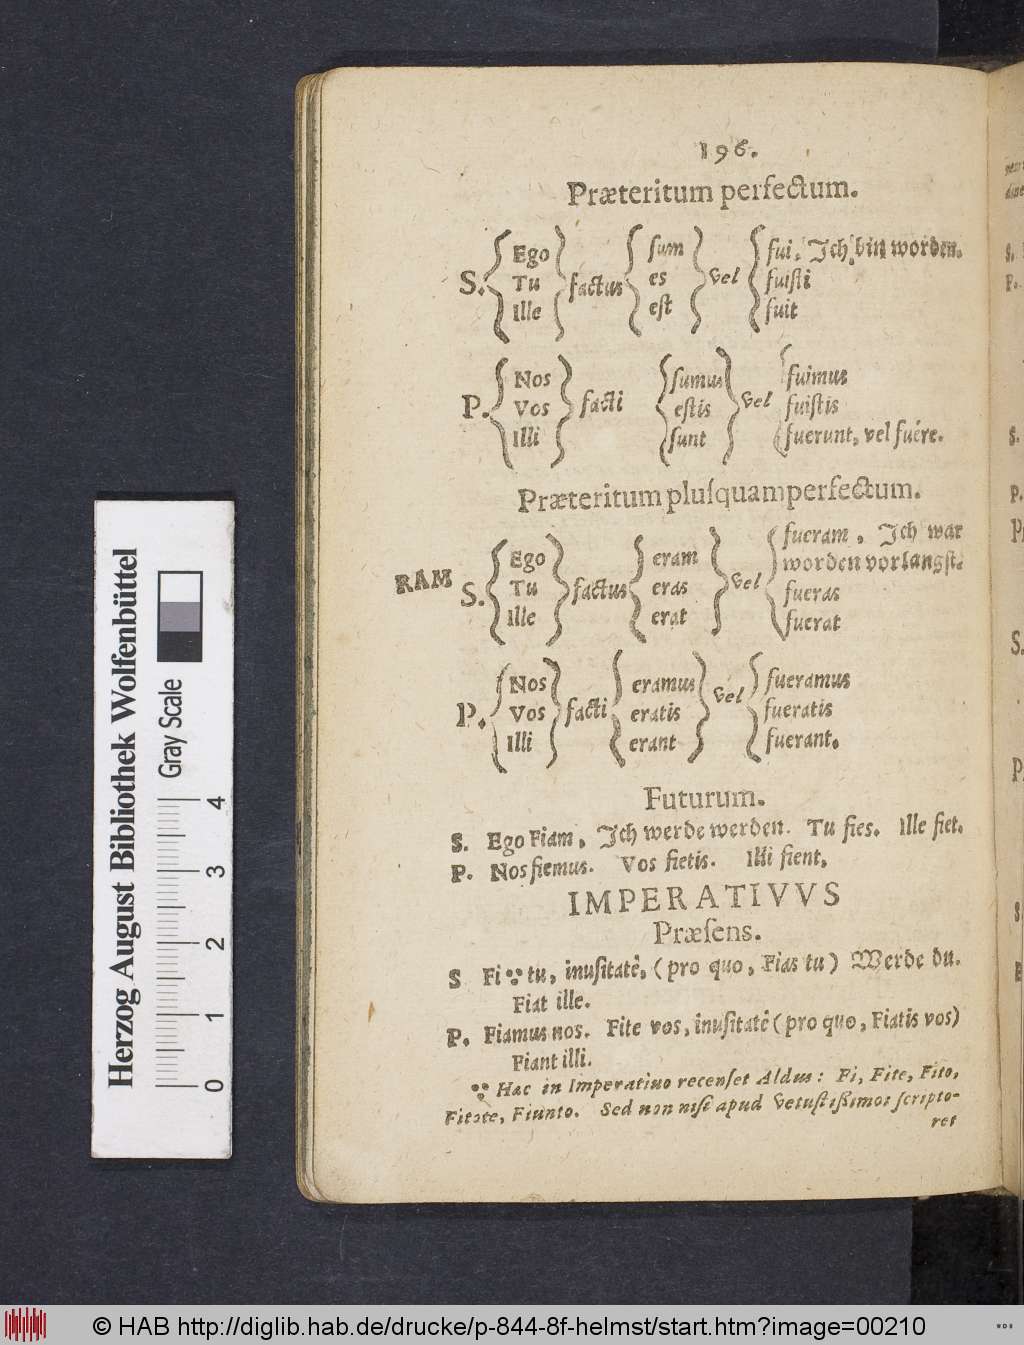 196.
Præteritum perfectum.
Ego sum fui. Ich bin worden.
S. Tu factus es vel fuiſti
Ille eſt fuit
Nos ſumus fuimus
P. Vos facti eſtis vel fuiſtis
Illi ſunt fuerunt, vel fuére.
Præteritum pluſquamperfectum.
Ego eram fueram. Ich war
worden vorlangſt.
RAM S. Tu factus eras vel fueras
Ille erat fuerat
Nos eramus fueramus
P. Vos facti eratis vel fueratis
Illi erant fuerant.
Futurum.
S. Ego Fiam. Ich werde werden. Tu fies. Ille fiet.
P. Nos fiemus. Vos fietis. Illi fient,
IMPERATIVVS
Præſens.
S Fi tu, inuſitatè, (pro quo, Fias tu) Werde du.
Fiat ille.
P. Fiamus nos. Fite vos, inuſitatè (pro quo, Fiatis vos)
Fiant illi.
Hæc in Imperatiuo recenſet Aldus: Fi, Fite, Fito,
Fitote, Fiunto. Sed non niſi apud vetuſtißimos ſcripto-
res
Herzog August Bibliothek Wolfenbüttel
Gray Scale
0 1 2 3 4
© HAB http://diglib.hab.de/drucke/p-844-8f-helmst/start.htm?image=00210